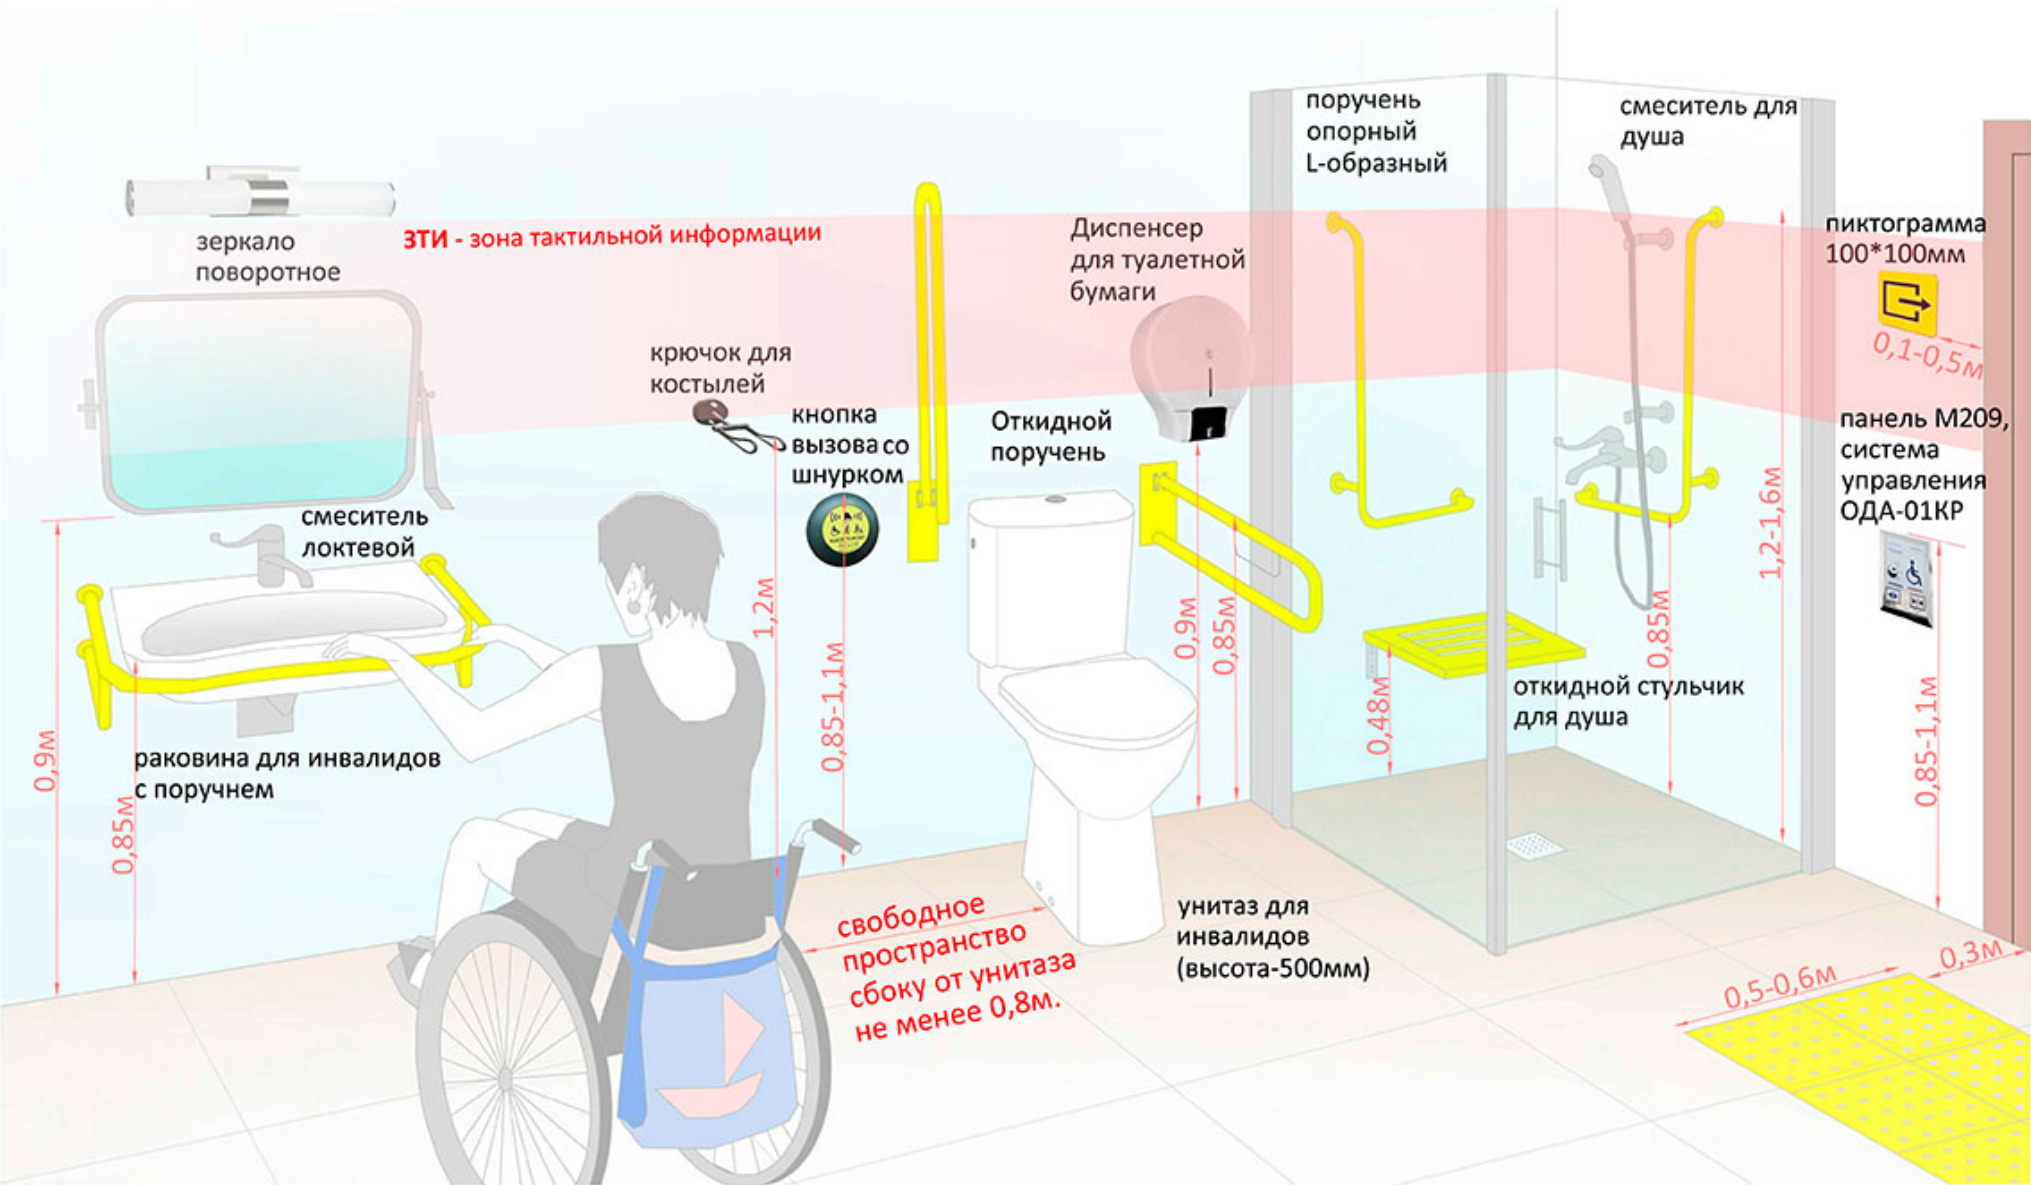 поручень
опорный
L-образный
смеситель для
душа
зеркало
поворотное
ЗТИ - зона тактильной информации
Диспенсер
для туалетной
бумаги
пиктограмма
100*100мм
0,1-0,5м
крючок для
костылей
кнопка
вызова со
шнурком
Откидной
поручень
панель М209,
система
управления
ОДА-01КР
смеситель
локтевой
1,2м
0,85-1,1м
0,9м
0,85м
0,48м
0,85м
1,2-1,6м
0,85-1,1м
откидной стульчик
для душа
раковина для инвалидов
с поручнем
0,9м
0,85м
свободное
пространство
сбоку от унитаза
не менее 0,8м.
унитаз для
инвалидов
(высота-500мм)
0,5-0,6м
0,3м